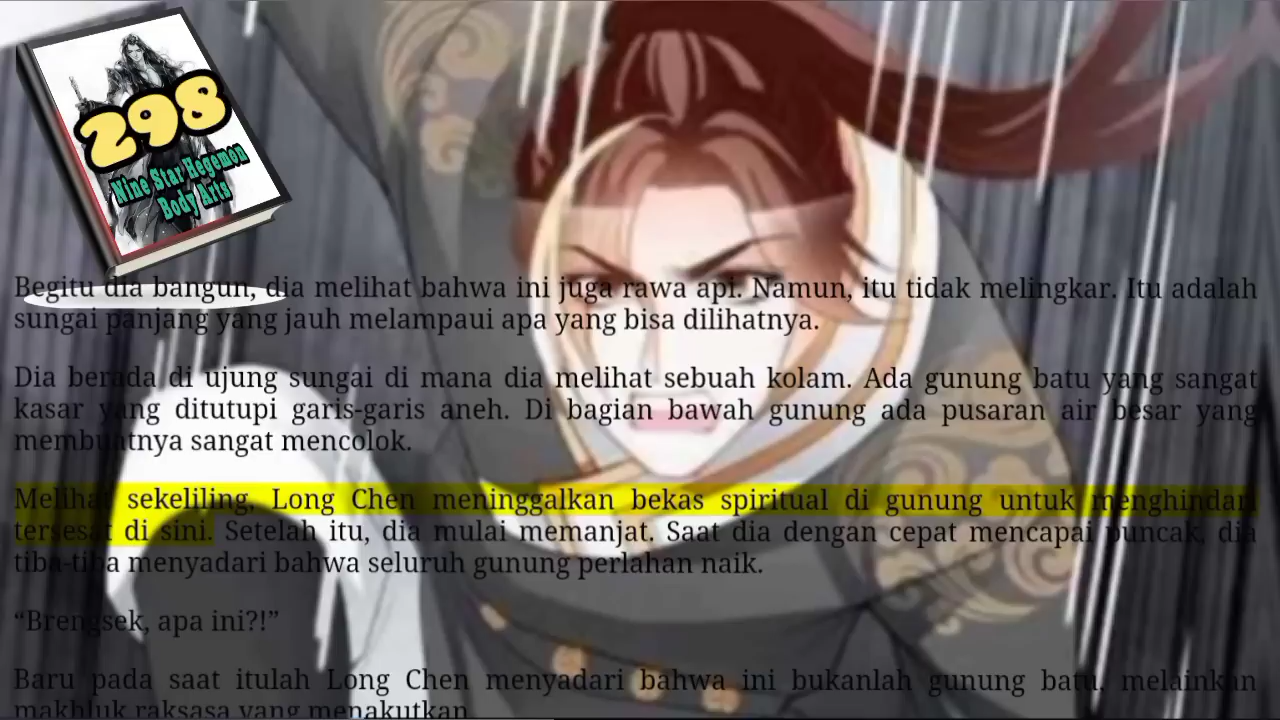 298
Nine Star Hegemon
Body Arts
Begitu dia bangun, dia melihat bahwa ini juga rawa api. Namun, itu tidak melingkar. Itu adalah
sungai panjang yang jauh melampaui apa yang bisa dilihatnya.
Dia berada di ujung sungai di mana dia melihat sebuah kolam. Ada gunung batu yang sangat
kasar yang ditutupi garis-garis aneh. Di bagian bawah gunung ada pusaran air besar yang
membuatnya sangat mencolok.
Melihat sekeliling, Long Chen meninggalkan bekas spiritual di gunung untuk menghindari
tersesat di sini. Setelah itu, dia mulai memanjat. Saat dia dengan cepat mencapai puncak, dia
tiba-tiba menyadari bahwa seluruh gunung perlahan naik.
“Brengsek, apa ini?!”
Baru pada saat itulah Long Chen menyadari bahwa ini bukanlah gunung batu, melainkan
makhluk raksasa yang menakutkan.